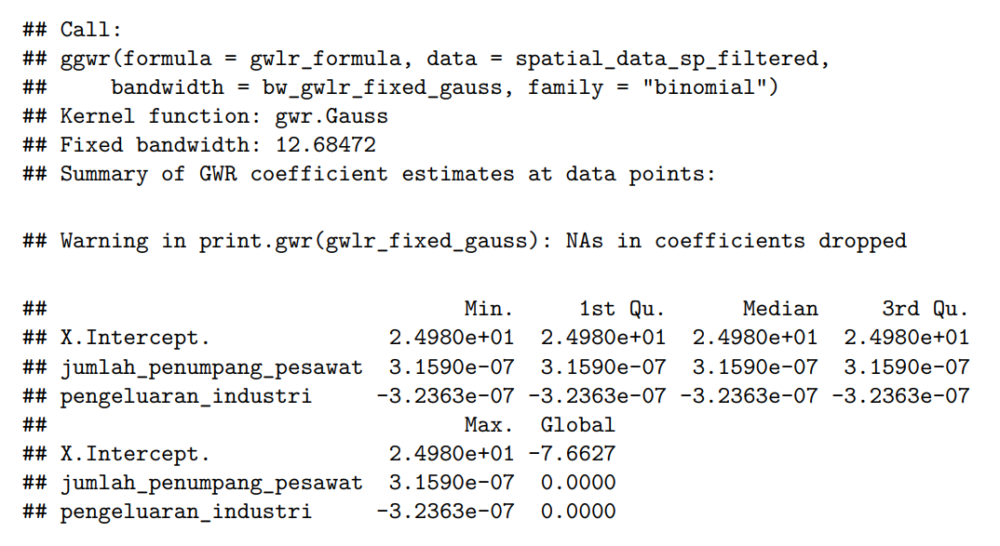 ## Call:
## ggwr(formula = gwlr_formula, data = spatial_data_sp_filtered,
##     bandwidth = bw_gwlr_fixed_gauss, family = "binomial")
## Kernel function: gwr.Gauss
## Fixed bandwidth: 12.68472
## Summary of GWR coefficient estimates at data points:
## Warning in print.gwr(gwlr_fixed_gauss): NAs in coefficients dropped
##                                Min.     1st Qu.      Median     3rd Qu.
## X.Intercept.             2.4980e+01  2.4980e+01  2.4980e+01  2.4980e+01
## jumlah_penumpang_pesawat  3.1590e-07  3.1590e-07  3.1590e-07  3.1590e-07
## pengeluaran_industri     -3.2363e-07 -3.2363e-07 -3.2363e-07 -3.2363e-07
##                                Max.  Global
## X.Intercept.             2.4980e+01 -7.6627
## jumlah_penumpang_pesawat  3.1590e-07  0.0000
## pengeluaran_industri     -3.2363e-07  0.0000